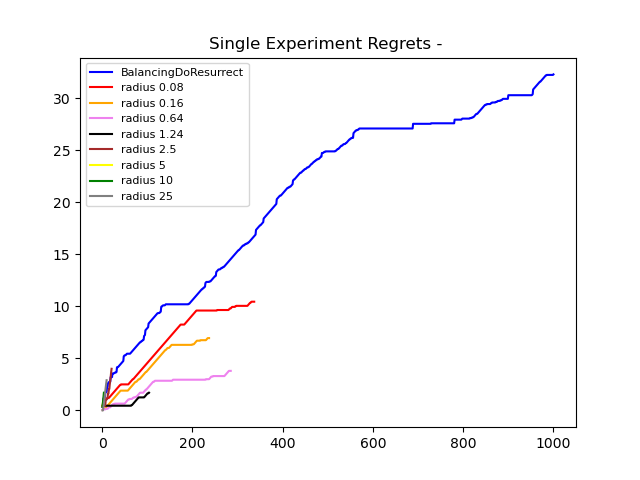 Single Experiment Regrets -
BalancingDoResurrect
radius 0.08
radius 0.16
radius 0.64
radius 1.24
radius 2.5
radius 5
radius 10
radius 25
30
25
20
15
10
5
0
0 200 400 600 800 1000